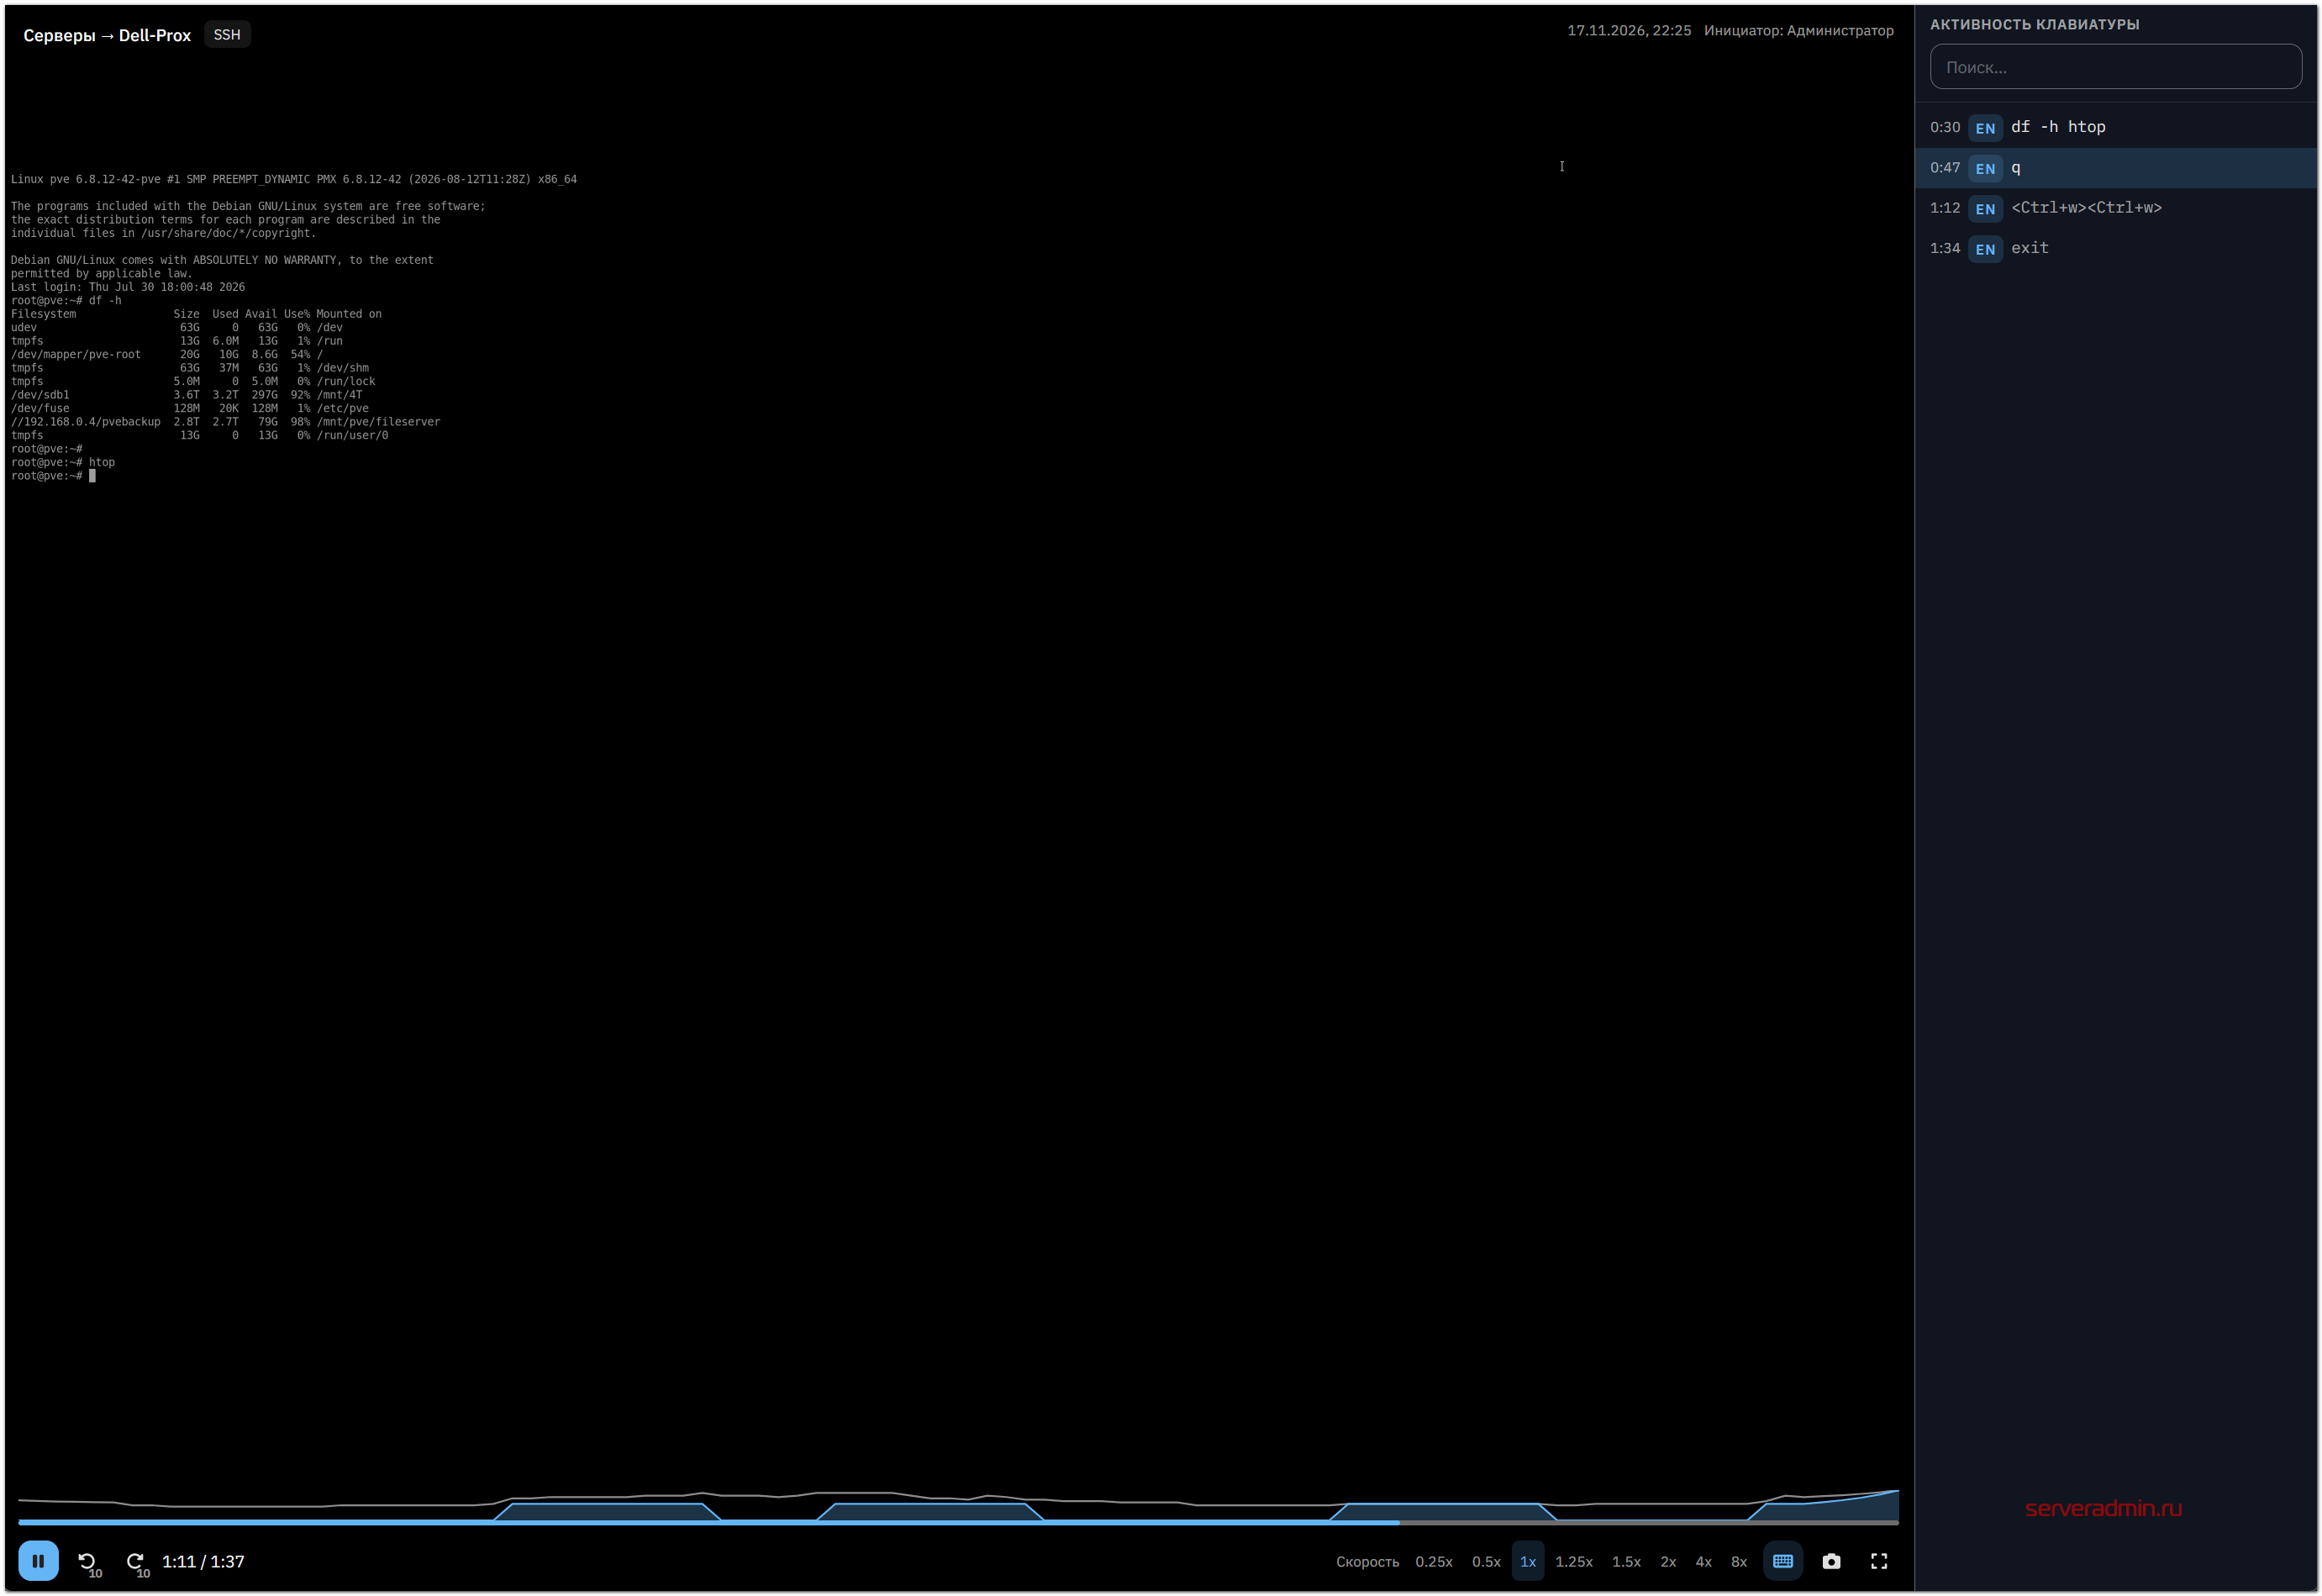 Серверы → Dell-Prox SSH
17.11.2026, 22:25 Инициатор: Администратор
Linux pve 6.8.12-42-pve #1 SMP PREEMPT_DYNAMIC PMX 6.8.12-42 (2026-08-12T11:28Z) x86_64
The programs included with the Debian GNU/Linux system are free software;
the exact distribution terms for each program are described in the
individual files in /usr/share/doc/*/copyright.
Debian GNU/Linux comes with ABSOLUTELY NO WARRANTY, to the extent
permitted by applicable law.
Last login: Thu Jul 30 18:00:48 2026
root@pve:~# df -h
Filesystem Size Used Avail Use% Mounted on
udev 63G 0 63G 0% /dev
tmpfs 13G 6.0M 13G 1% /run
/dev/mapper/pve-root 20G 10G 8.6G 54% /
tmpfs 63G 37M 63G 1% /dev/shm
tmpfs 5.0M 0 5.0M 0% /run/lock
/dev/sdb1 3.6T 3.2T 297G 92% /mnt/4T
/dev/fuse 128M 20K 128M 1% /etc/pve
//192.168.0.4/pvebackup 2.8T 2.7T 79G 98% /mnt/pve/fileserver
tmpfs 13G 0 13G 0% /run/user/0
root@pve:~#
root@pve:~# htop
root@pve:~#
1:11 / 1:37
10 10
Скорость 0.25x 0.5x 1x 1.25x 1.5x 2x 4x 8x
АКТИВНОСТЬ КЛАВИАТУРЫ
Поиск...
0:30 EN df -h htop
0:47 EN q
1:12 EN <Ctrl+w><Ctrl+w>
1:34 EN exit
serveradmin.ru